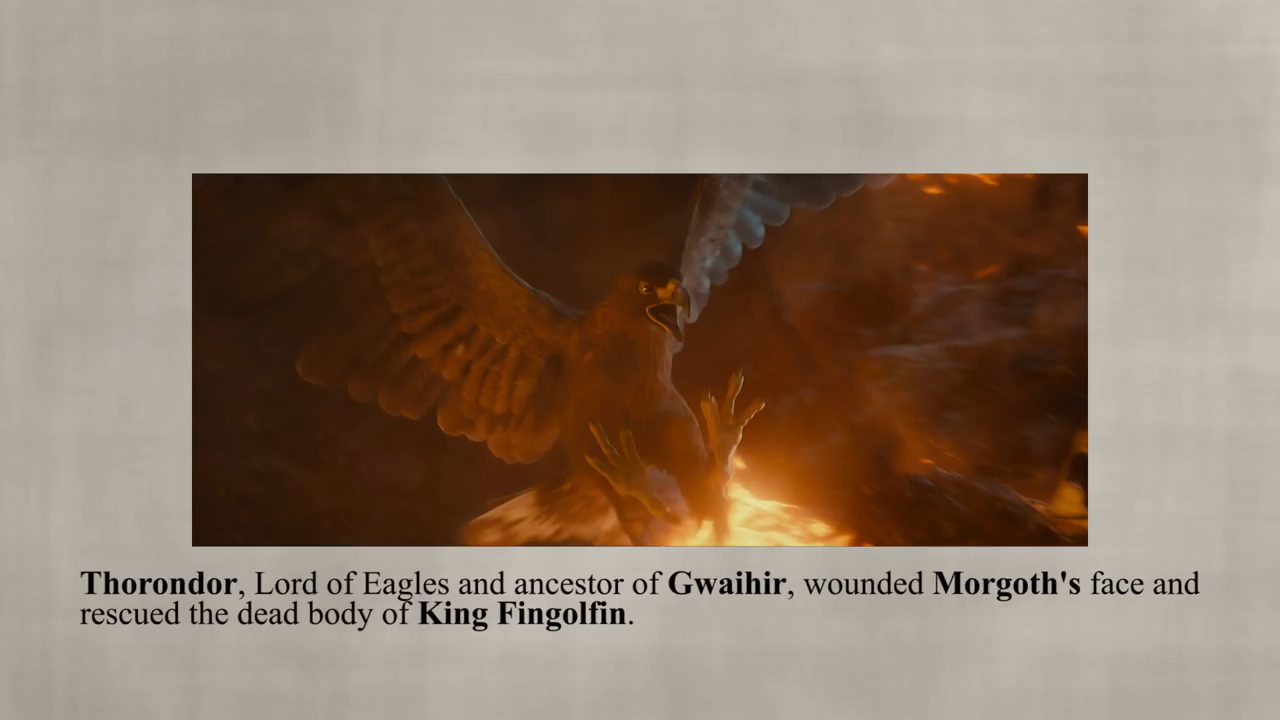 Thorondor, Lord of Eagles and ancestor of Gwaihir, wounded Morgoth's face and
rescued the dead body of King Fingolfin.